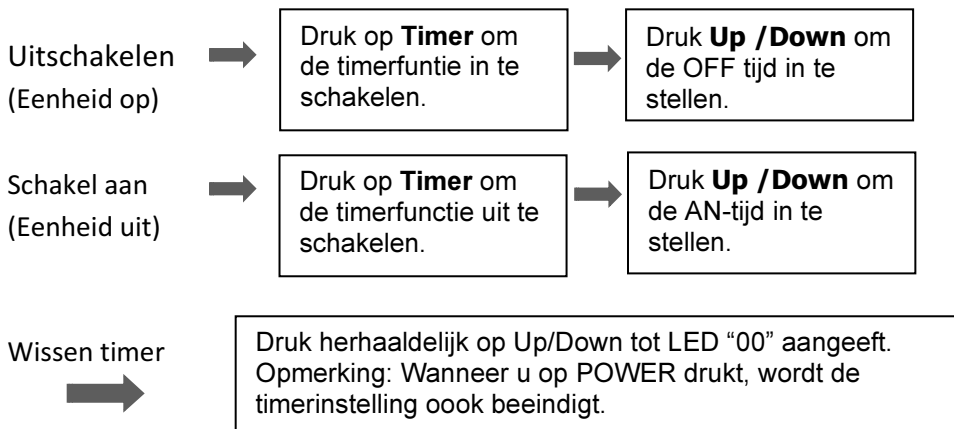 Uitschakelen
(Eenheid op)
Druk op Timer om
de timerfuntie in te
schakelen.
Druk Up /Down om
de OFF tijd in te
stellen.
Schakel aan
(Eenheid uit)
Druk op Timer om
de timerfunctie uit te
schakelen.
Druk Up /Down om
de AN-tijd in te
stellen.
Wissen timer
Druk herhaaldelijk op Up/Down tot LED “00” aangeeft.
Opmerking: Wanneer u op POWER drukt, wordt de
timerinstelling oook beeindigt.